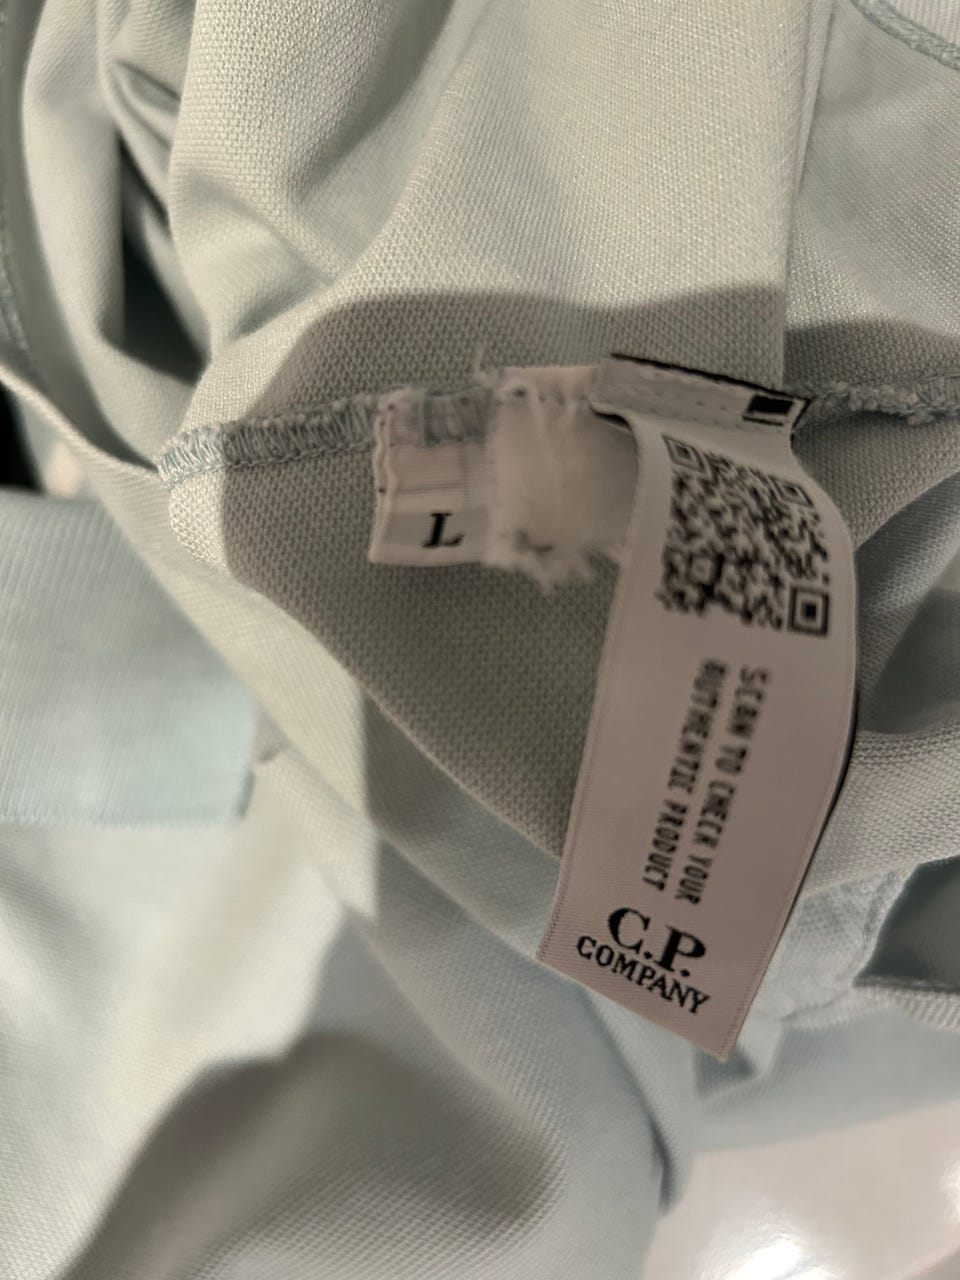 L
SCAN TO CHECK YOUR
AUTHENTIC PRODUCT
C.P.
COMPANY